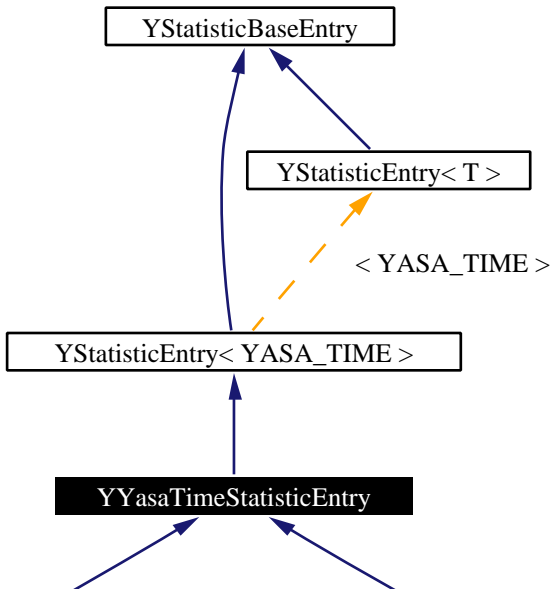 YStatisticBaseEntry
YStatisticEntry< T >
< YASA_TIME >
YStatisticEntry< YASA_TIME >
YYasaTimeStatisticEntry